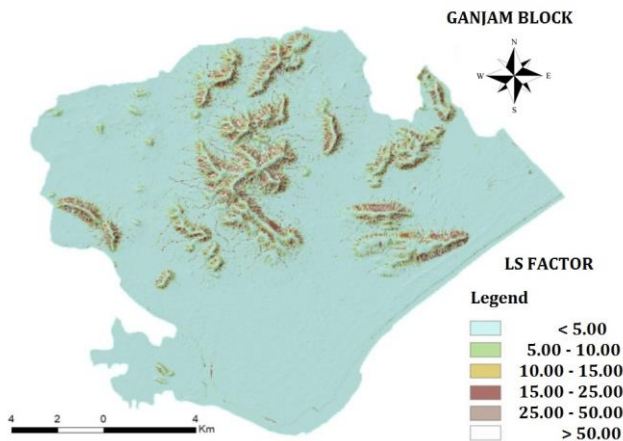 GANJAM BLOCK
N
W E
S
LS FACTOR
Legend
< 5.00
5.00 - 10.00
10.00 - 15.00
15.00 - 25.00
25.00 - 50.00
> 50.00
4 2 0 4
Km